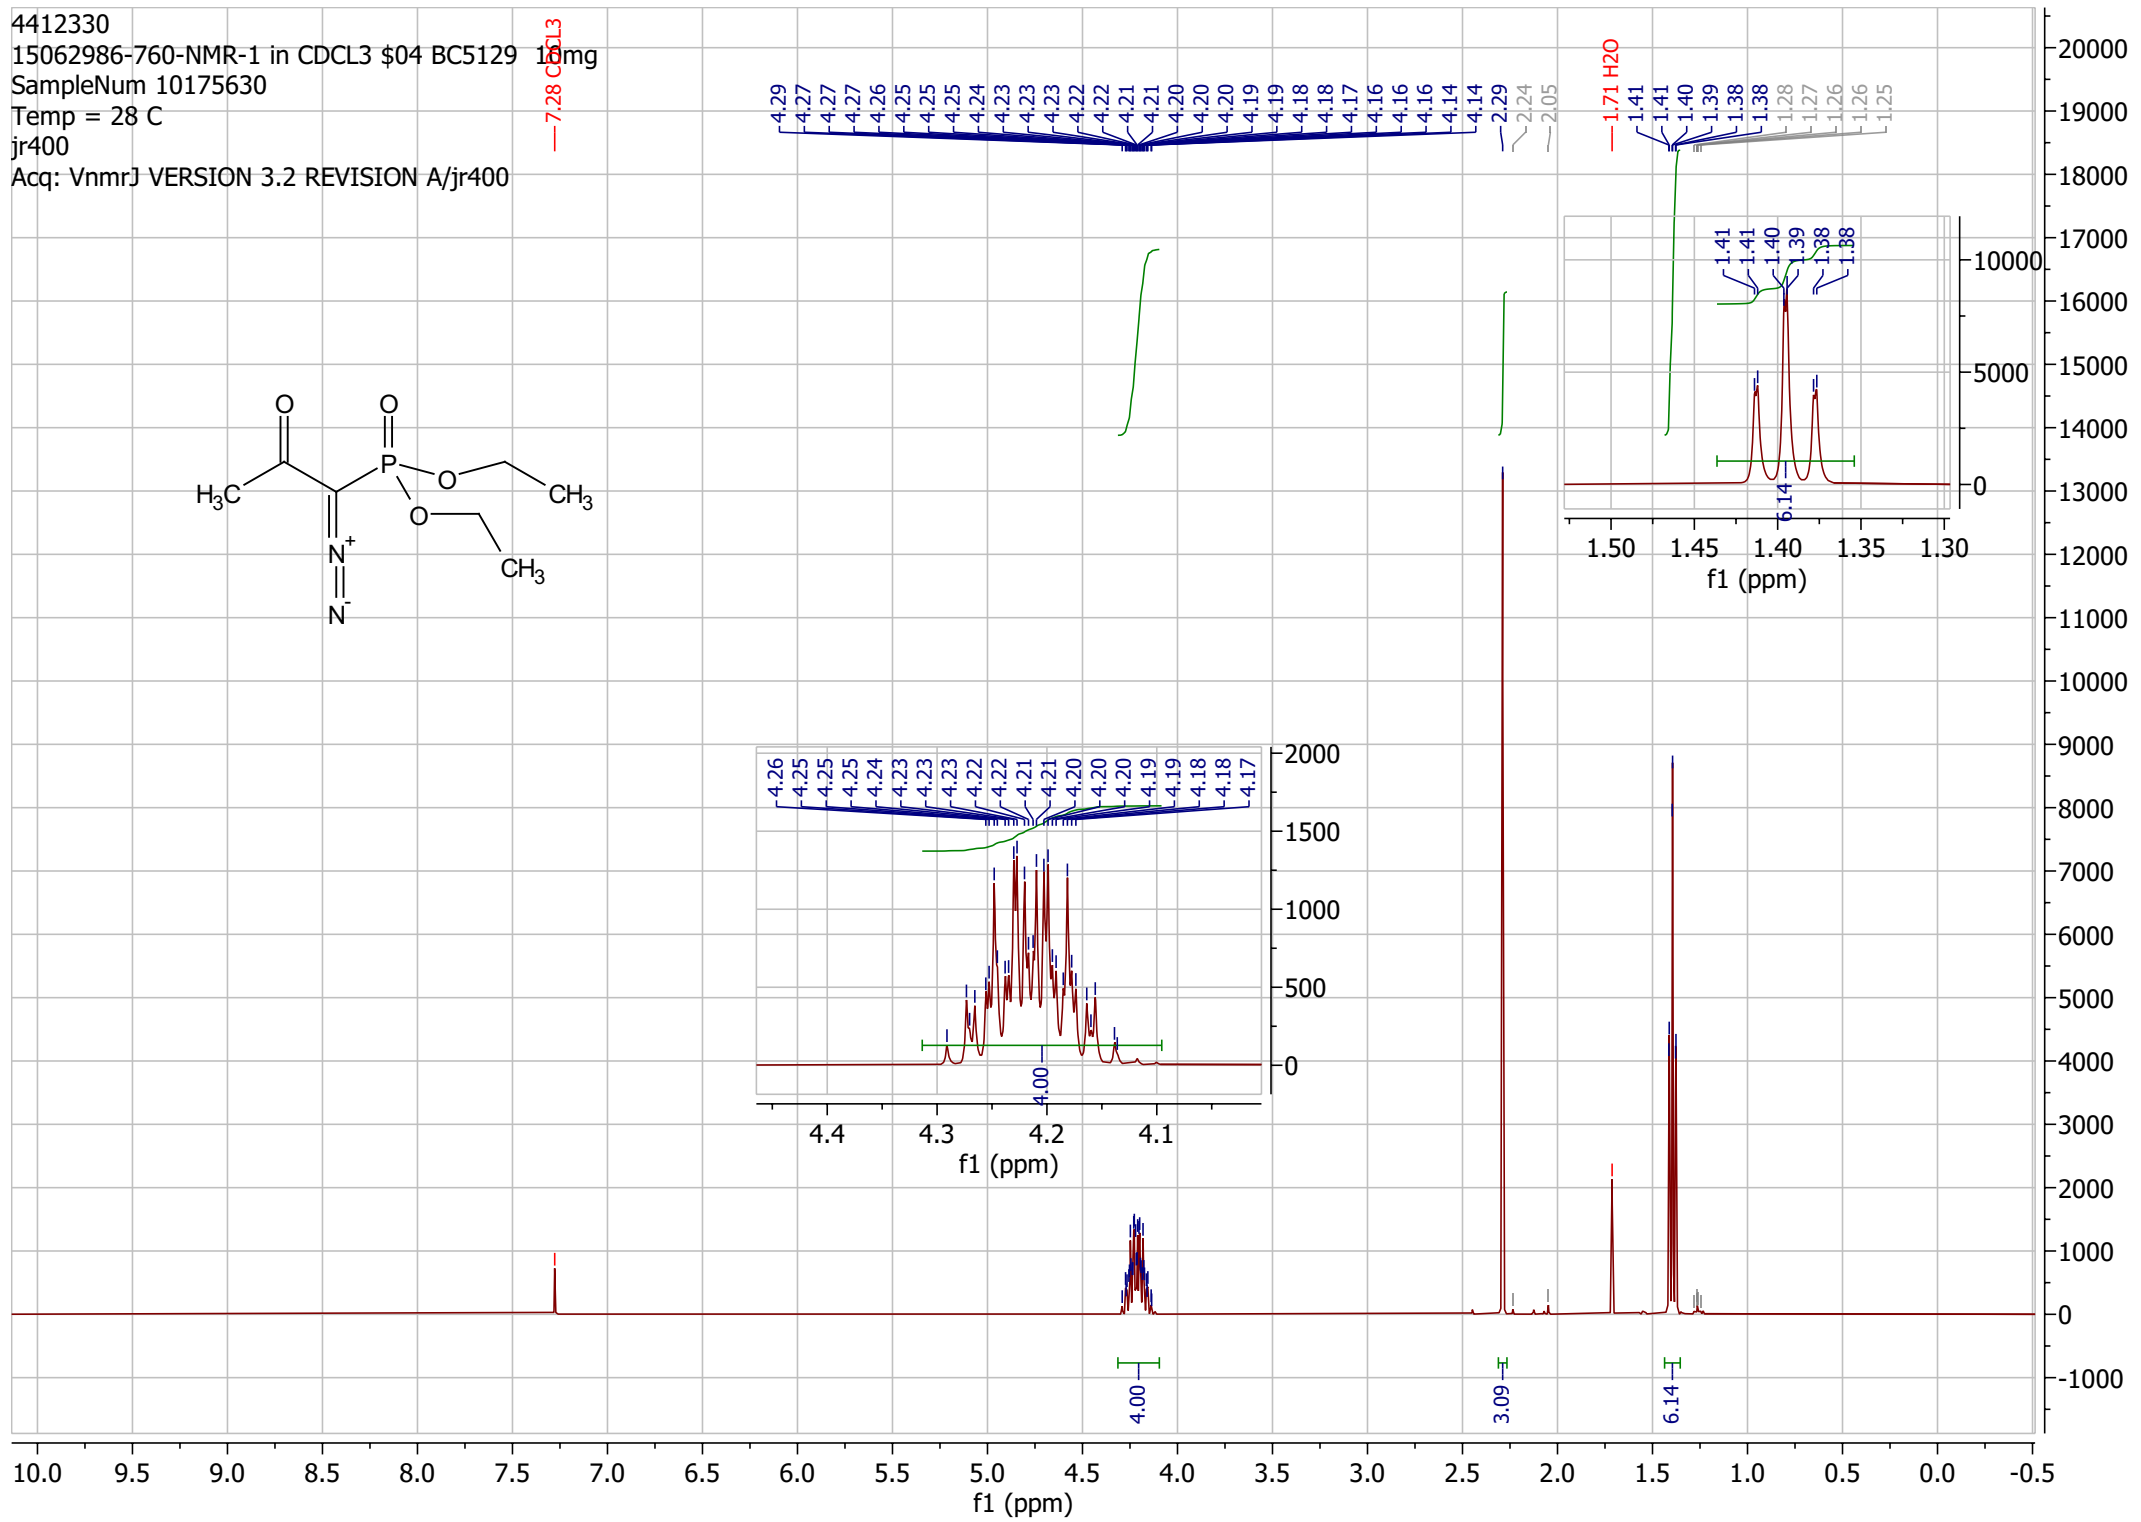 4412330
15062986-760-NMR-1 in CDCL3 $04 BC5129 10mg
SampleNum 10175630
Temp = 28 C
jr400
Acq: VnmrJ VERSION 3.2 REVISION A/jr400
7.28 CDCL3
4.29 4.27 4.27 4.27 4.26 4.25 4.25 4.25 4.24 4.23 4.23 4.23 4.22 4.22 4.21 4.21 4.20 4.20 4.20 4.19 4.19 4.18 4.18 4.17 4.16 4.16 4.16 4.14 4.14 2.29 2.24 2.05 1.71 H2O 1.41 1.41 1.40 1.39 1.38 1.38 1.28 1.27 1.26 1.26 1.25
20000
19000
18000
17000
16000
15000
14000
13000
12000
11000
10000
9000
8000
7000
6000
5000
4000
3000
2000
1000
0
-1000
1.41 1.41 1.40 1.39 1.38 1.38
10000
5000
0
6.14
1.50 1.45 1.40 1.35 1.30
f1 (ppm)
O O
H3C P O CH3
O
N+ CH3
N-
4.26 4.25 4.25 4.25 4.24 4.23 4.23 4.23 4.22 4.22 4.21 4.21 4.20 4.20 4.20 4.19 4.19 4.18 4.18 4.17
2000
1500
1000
500
0
4.00
4.4 4.3 4.2 4.1
f1 (ppm)
4.00 3.09 6.14
10.0 9.5 9.0 8.5 8.0 7.5 7.0 6.5 6.0 5.5 5.0 4.5 4.0 3.5 3.0 2.5 2.0 1.5 1.0 0.5 0.0 -0.5
f1 (ppm)